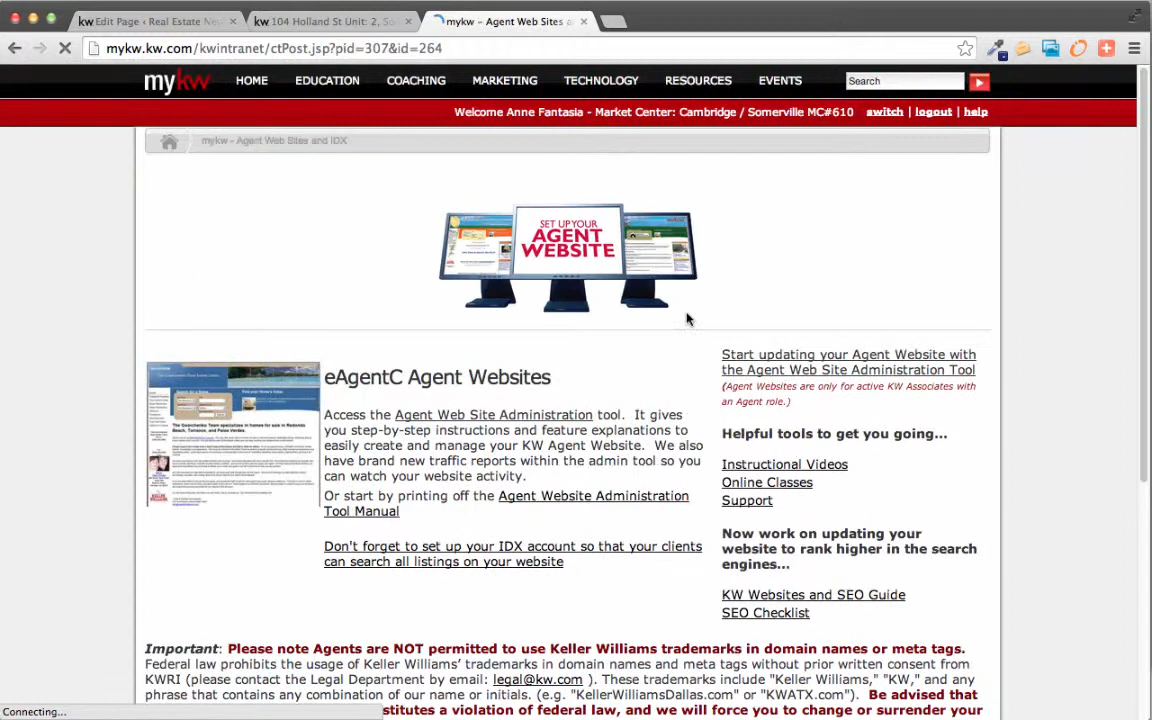 kw Edit Page ‹ Real Estate Ne
kw 104 Holland St Unit: 2, So
mykw – Agent Web Sites a
mykw.kw.com/kwintranet/ctPost.jsp?pid=307&id=264
mykw HOME EDUCATION COACHING MARKETING TECHNOLOGY RESOURCES EVENTS Search
Welcome Anne Fantasia - Market Center: Cambridge / Somerville MC#610 switch | logout | help
mykw - Agent Web Sites and IDX
SET UP YOUR
AGENT
WEBSITE
eAgentC Agent Websites
Access the Agent Web Site Administration tool. It gives
you step-by-step instructions and feature explanations to
easily create and manage your KW Agent Website. We also
have brand new traffic reports within the admin tool so you
can watch your website activity.
Or start by printing off the Agent Website Administration
Tool Manual
Don't forget to set up your IDX account so that your clients
can search all listings on your website
Start updating your Agent Website with
the Agent Web Site Administration Tool
(Agent Websites are only for active KW Associates with
an Agent role.)
Helpful tools to get you going...
Instructional Videos
Online Classes
Support
Now work on updating your
website to rank higher in the search
engines...
KW Websites and SEO Guide
SEO Checklist
Important: Please note Agents are NOT permitted to use Keller Williams trademarks in domain names or meta tags.
Federal law prohibits the usage of Keller Williams' trademarks in domain names and meta tags without prior written consent from
KWRI (please contact the Legal Department by email: legal@kw.com ). These trademarks include "Keller Williams," "KW," and any
phrase that contains any combination of our name or initials. (e.g. "KellerWilliamsDallas.com" or "KWATX.com"). Be advised that
stitutes a violation of federal law, and we will force you to change or surrender your
Connecting...